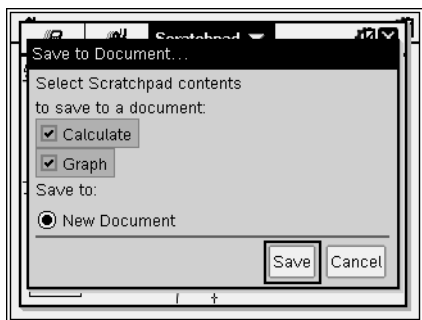 Scratchpad
Save to Document...
Select Scratchpad contents
to save to a document:
Calculate
Graph
Save to:
New Document
Save Cancel